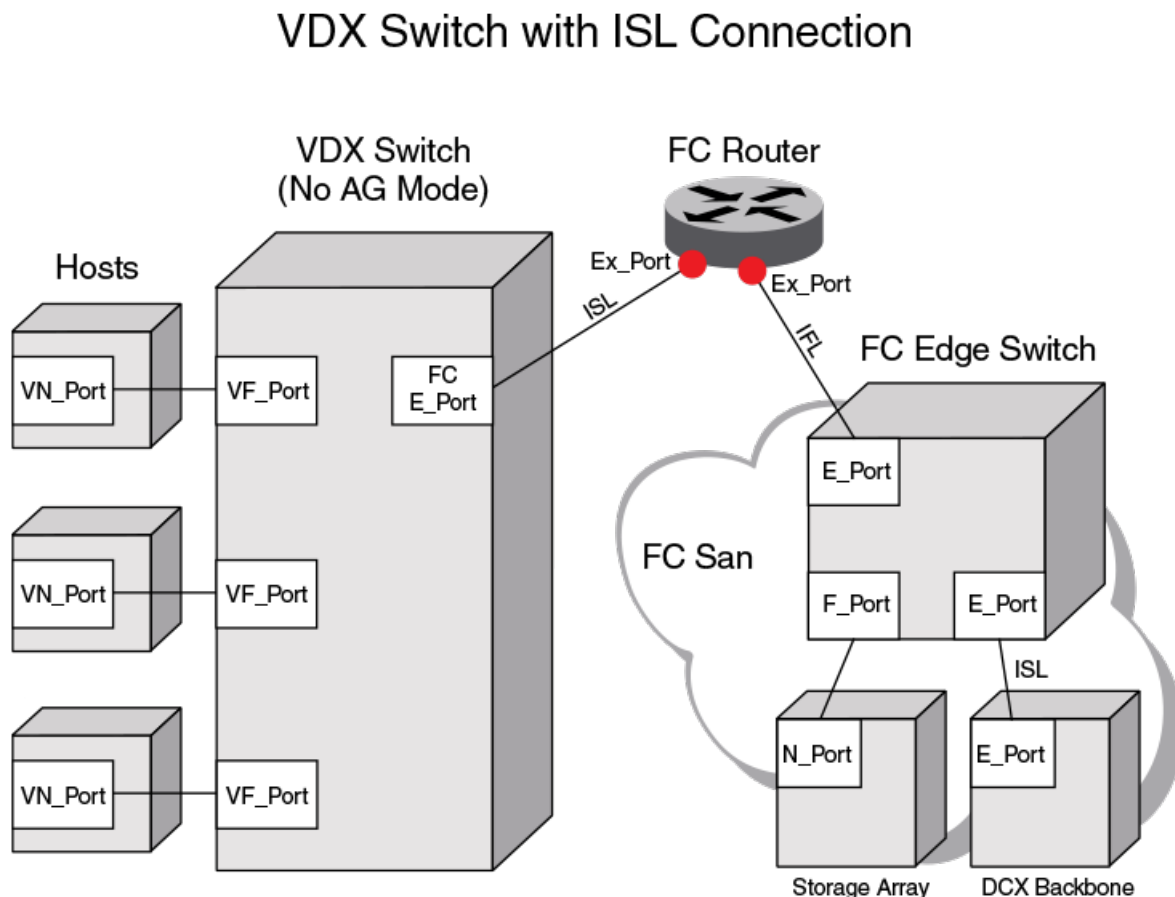 VDX Switch with ISL Connection
VDX Switch
(No AG Mode)
FC Router
Hosts
Ex_Port
Ex_Port
ISL
IFL
FC Edge Switch
VN_Port
VF_Port
FC
E_Port
E_Port
FC San
VN_Port
VF_Port
F_Port
E_Port
ISL
VN_Port
VF_Port
N_Port
E_Port
Storage Array
DCX Backbone